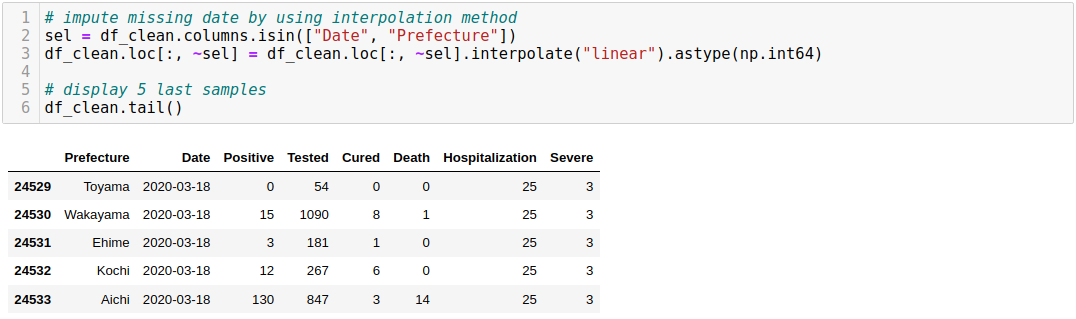 1 # impute missing date by using interpolation method
2 sel = df_clean.columns.isin(["Date", "Prefecture"])
3 df_clean.loc[:, ~sel] = df_clean.loc[:, ~sel].interpolate("linear").astype(np.int64)
4
5 # display 5 last samples
6 df_clean.tail()
Prefecture Date Positive Tested Cured Death Hospitalization Severe
24529 Toyama 2020-03-18 0 54 0 0 25 3
24530 Wakayama 2020-03-18 15 1090 8 1 25 3
24531 Ehime 2020-03-18 3 181 1 0 25 3
24532 Kochi 2020-03-18 12 267 6 0 25 3
24533 Aichi 2020-03-18 130 847 3 14 25 3